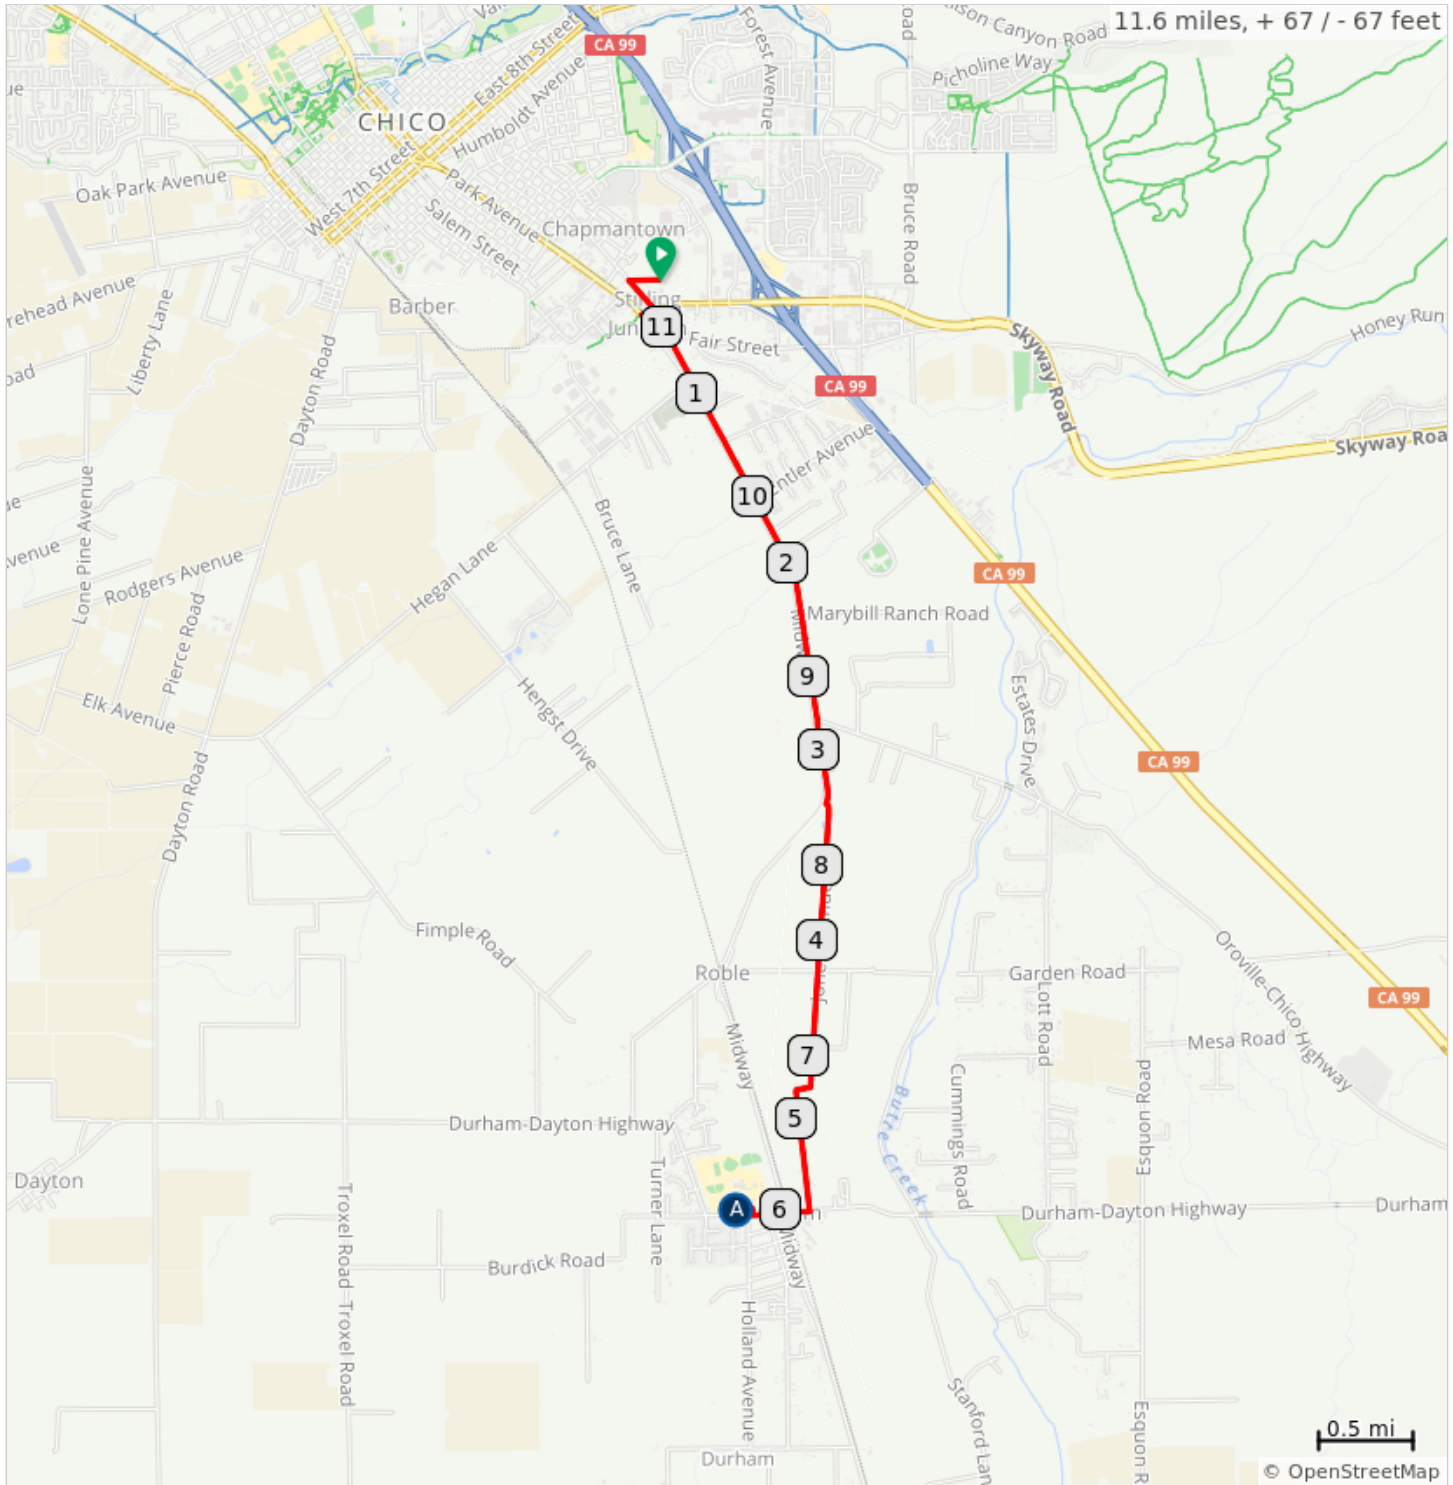 11.6 miles, + 67 / - 67 feet
CA 99
East 8th Street
Forest Avenue
Canyon Road
Picholine Way
CHICO
Humboldt Avenue
Oak Park Avenue
West 7th Street
Park Avenue
Salem Street
Chapmantown
Bruce Road
Barber
Liberty Lane
Dayton Road
11
Fair Street
Honey Run
Skyway Road
CA 99
1
Skyway Roa
Entler Avenue
10
Lone Pine Avenue
Bruce Lane
2
Rodgers Avenue
Hegan Lane
CA 99
Marybill Ranch Road
Pierce Road
9
Elk Avenue
Hengst Drive
Estates Drive
3
CA 99
Dayton Road
8
Fimple Road
4
Roble
Garden Road
Oroville-Chico Highway
CA 99
Lott Road
Midway
7
Mesa Road
Cummings Road
Esquon Road
Butte Creek
5
Durham-Dayton Highway
Dayton
Turner Lane
A
6
Durham-Dayton Highway
Durham
Troxel Road
Burdick Road
Midway
Troxel Road
Holland Avenue
Stanford Lan
Esquon R
0.5 mi
Durham
© OpenStreetMap